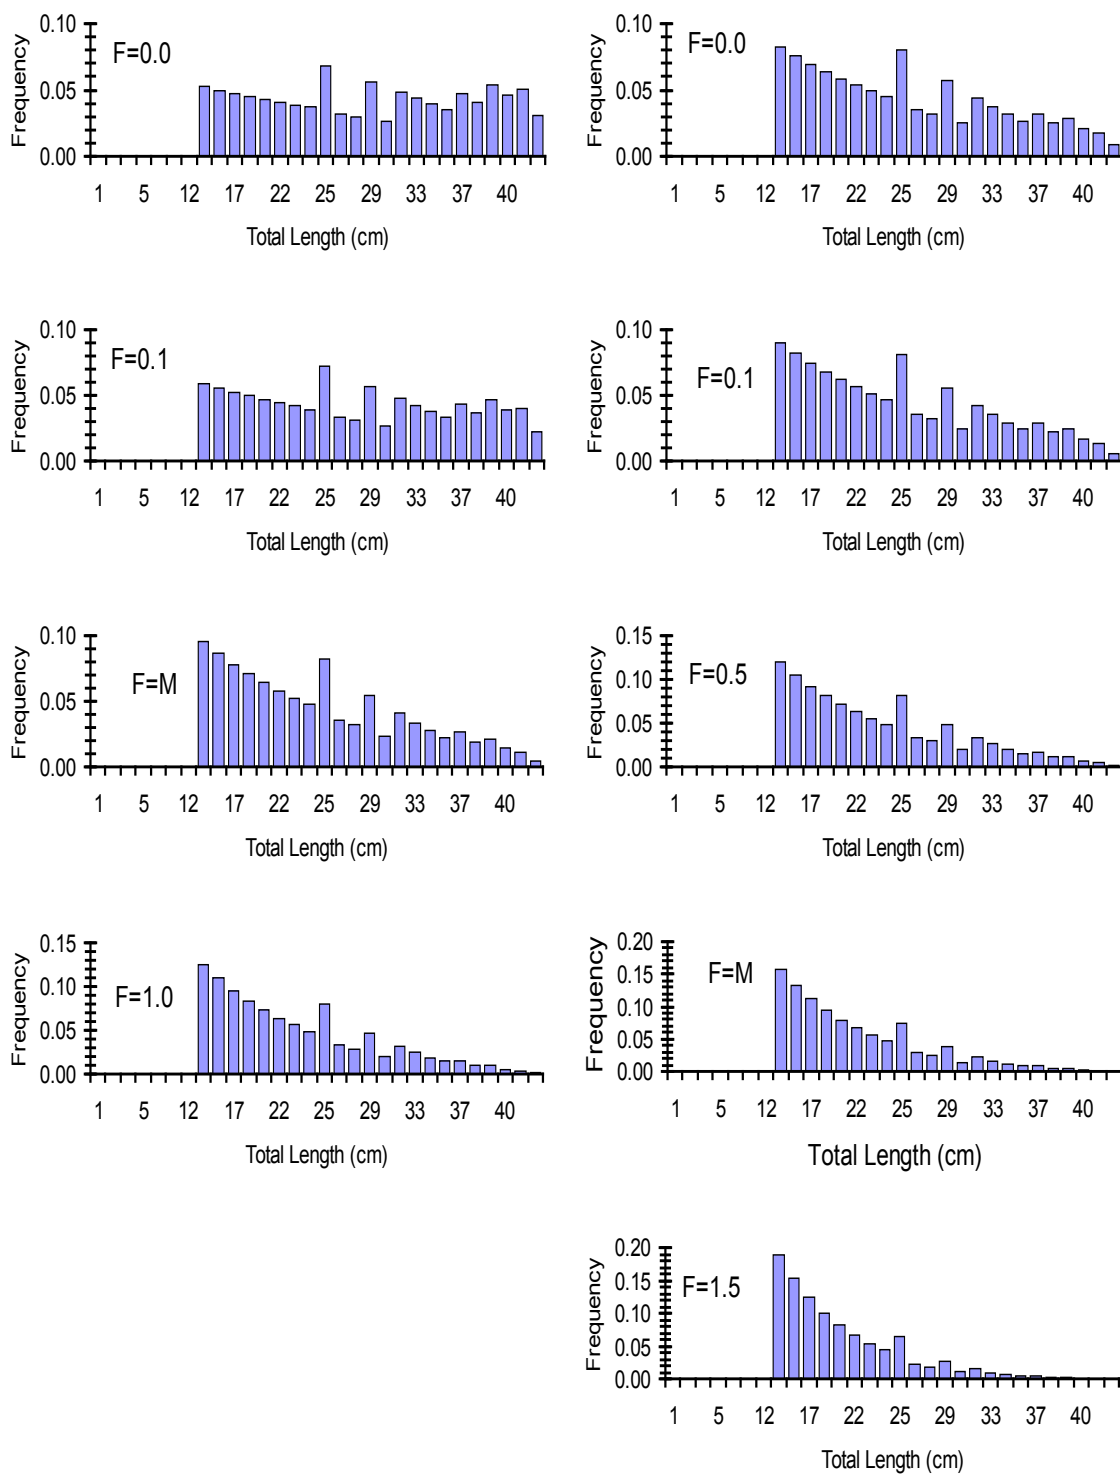 0.10
F=0.0
Frequency
0.05
0.00
1 5 12 17 22 25 29 33 37 40
Total Length (cm)
0.10
F=0.0
Frequency
0.05
0.00
1 5 12 17 22 25 29 33 37 40
Total Length (cm)
0.10
F=0.1
Frequency
0.05
0.00
1 5 12 17 22 25 29 33 37 40
Total Length (cm)
0.10
F=0.1
Frequency
0.05
0.00
1 5 12 17 22 25 29 33 37 40
Total Length (cm)
0.10
F=M
Frequency
0.05
0.00
1 5 12 17 22 25 29 33 37 40
Total Length (cm)
0.15
F=0.5
Frequency
0.10
0.05
0.00
1 5 12 17 22 25 29 33 37 40
Total Length (cm)
0.15
F=1.0
Frequency
0.10
0.05
0.00
1 5 12 17 22 25 29 33 37 40
Total Length (cm)
0.20
F=M
Frequency
0.15
0.10
0.05
0.00
1 5 12 17 22 25 29 33 37 40
Total Length (cm)
0.20
F=1.5
Frequency
0.15
0.10
0.05
0.00
1 5 12 17 22 25 29 33 37 40
Total Length (cm)